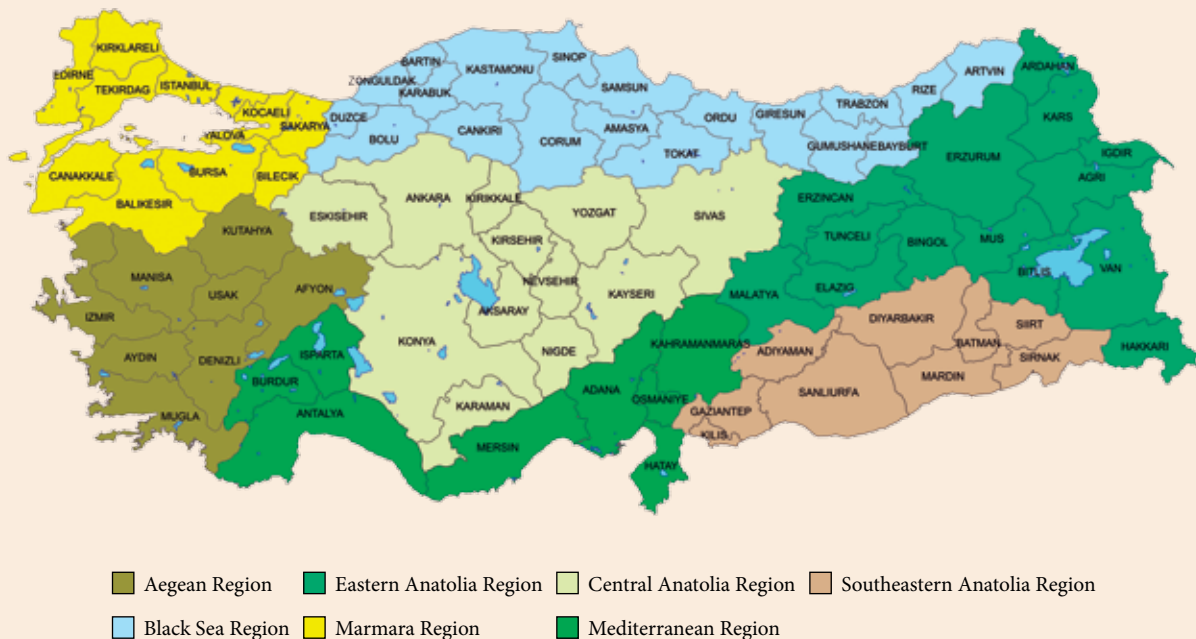 KIRKLARELI
EDIRNE
TEKIRDAG
ISTANBUL
KOCAELI
YALOVA
SAKARYA
CANAKKALE
BURSA
BILECIK
BALIKESIR
BARTIN
ZONGULDAK
KARABUK
KASTAMONU
SINOP
SAMSUN
DUZCE
BOLU
CANKIRI
CORUM
AMASYA
TOKAT
ORDU
GIRESUN
TRABZON
RIZE
ARTVIN
GUMUSHANE
BAYBURT
ARDAHAN
KARS
IGDIR
ERZURUM
AGRI
ERZINCAN
TUNCELI
BINGOL
MUS
BITLIS
VAN
MALATYA
ELAZIG
HAKKARI
ESKISEHIR
ANKARA
KIRIKKALE
YOZGAT
SIVAS
KIRSEHIR
NEVSEHIR
KAYSERI
AKSARAY
KONYA
NIGDE
KARAMAN
KUTAHYA
MANISA
USAK
AFYON
IZMIR
AYDIN
DENIZLI
MUGLA
ISPARTA
BURDUR
ANTALYA
MERSIN
ADANA
KAHRAMANMARAS
OSMANIYE
HATAY
DIYARBAKIR
SIIRT
BATMAN
SIRNAK
ADIYAMAN
SANLIURFA
MARDIN
GAZIANTEP
KILIS
Aegean Region
Eastern Anatolia Region
Central Anatolia Region
Southeastern Anatolia Region
Black Sea Region
Marmara Region
Mediterranean Region